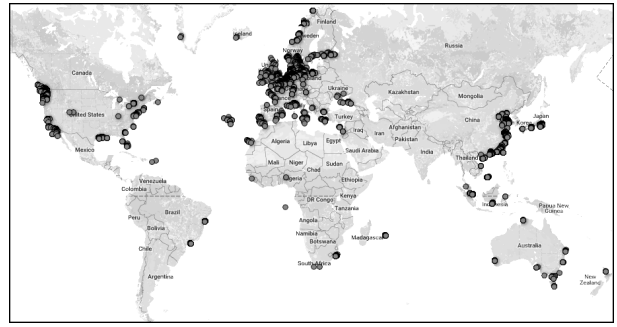 Finland
Iceland
Sweden
Norway
Russia
Canada
Ukraine
Kazakhstan
Mongolia
United States
Spain
Turkey
China
Japan
Afghanistan
Iraq
Iran
Pakistan
Algeria
Libya
Egypt
Saudi Arabia
Mexico
India
Mali
Niger
Sudan
Thailand
Chad
Venezuela
Nigeria
Ethiopia
Colombia
Kenya
DR Congo
Indonesia
Papua New
Guinea
Tanzania
Peru
Brazil
Angola
Bolivia
Namibia
Madagascar
Botswana
Australia
Chile
South Africa
Argentina
New
Zealand